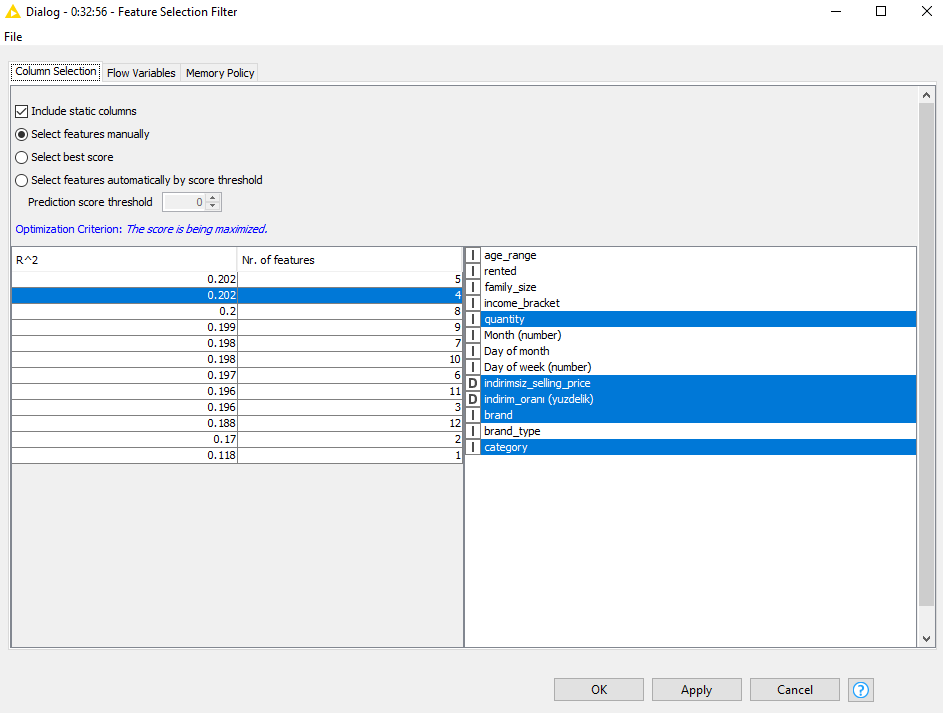 Dialog - 0:32:56 - Feature Selection Filter
File
Column Selection Flow Variables Memory Policy
Include static columns
Select features manually
Select best score
Select features automatically by score threshold
Prediction score threshold 0
Optimization Criterion: The score is being maximized.
R^2 Nr. of features
0.202 5
0.202 4
0.2 8
0.199 9
0.198 7
0.198 10
0.197 6
0.196 11
0.196 3
0.188 12
0.17 2
0.118 1
I age_range
I rented
I family_size
I income_bracket
I quantity
I Month (number)
I Day of month
I Day of week (number)
D indirimsiz_selling_price
D indirim_oranı (yuzdelik)
I brand
I brand_type
I category
OK Apply Cancel ?